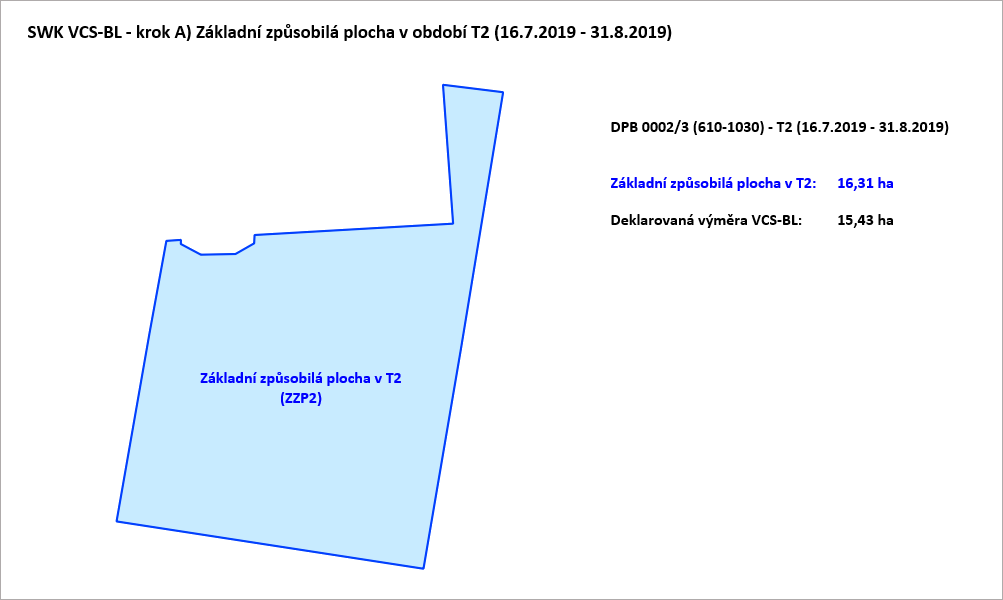 SWK VCS-BL - krok A) Základní způsobilá plocha v období T2 (16.7.2019 - 31.8.2019)
DPB 0002/3 (610-1030) - T2 (16.7.2019 - 31.8.2019)
Základní způsobilá plocha v T2: 16,31 ha
Deklarovaná výměra VCS-BL: 15,43 ha
Základní způsobilá plocha v T2
(ZZP2)